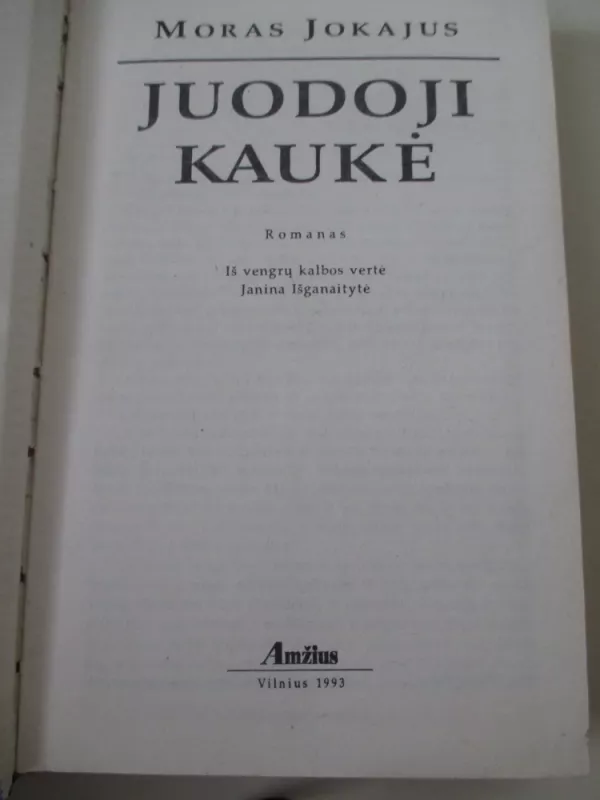 MORAS JOKAJUS
JUODOJI
KAUKĖ
Romanas
Iš vengrų kalbos vertė
Janina Išganaitytė
Amžius
Vilnius 1993